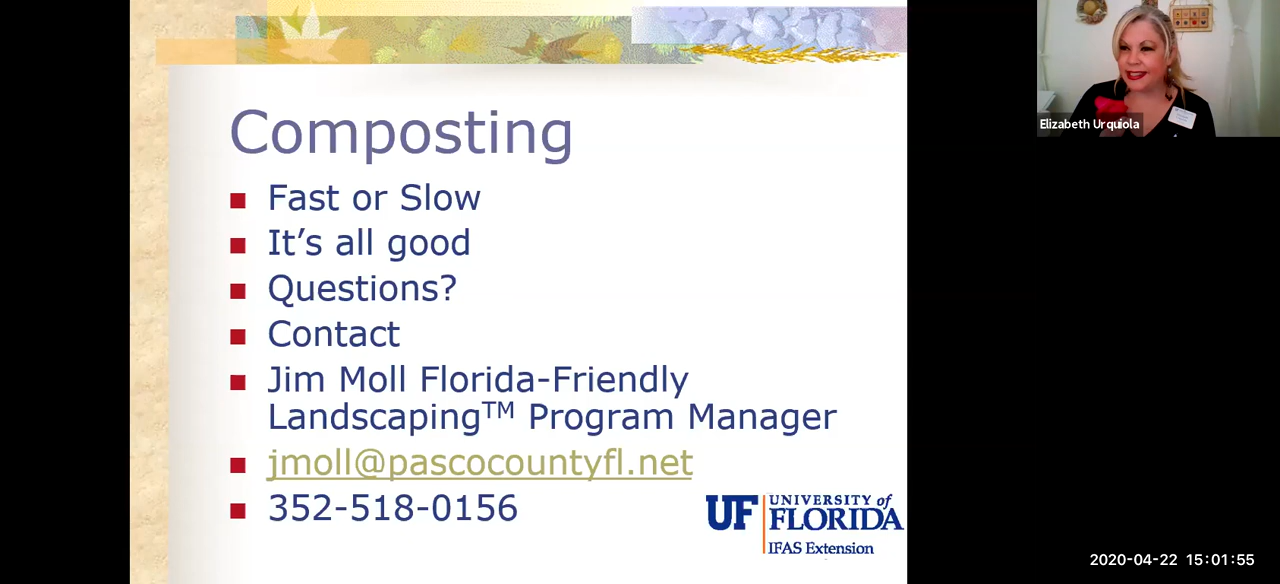 Composting
Fast or Slow
It’s all good
Questions?
Contact
Jim Moll Florida-Friendly
Landscaping™ Program Manager
jmoll@pascocountyfl.net
352-518-0156
UF UNIVERSITY of
FLORIDA
IFAS Extension
Elizabeth Urquiola
2020-04-22 15:01:55